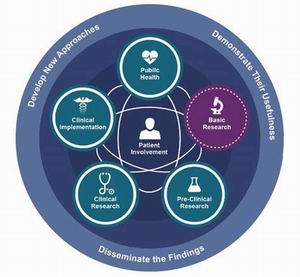 Develop New Approaches
Demonstrate Their Usefulness
Public
Health
Clinical
Implementation
Basic
Research
Patient
Involvement
Clinical
Research
Pre-Clinical
Research
Disseminate the Findings